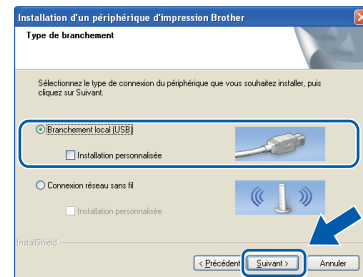 Installation d'un périphérique d'impression Brother
Type de branchement
Sélectionnez le type de connexion du périphérique que vous souhaitez installer, puis
cliquez sur Suivant.
Branchement local (USB)
Installation personnalisée
Connexion réseau sans fil
Installation personnalisée
InstallShield
< Précédent
Suivant >
Annuler